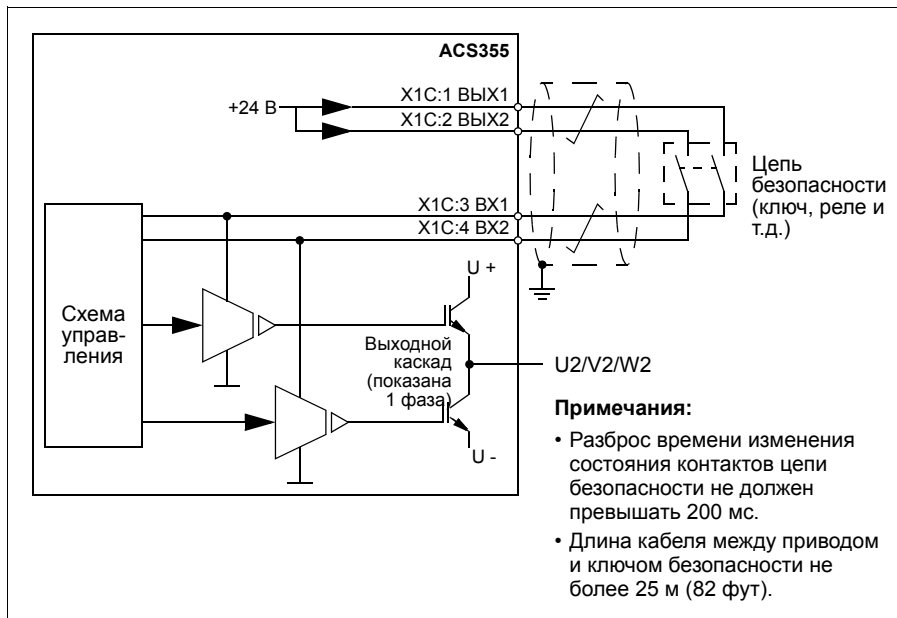 ACS355
X1C:1 ВЫХ1
+24 В
X1C:2 ВЫХ2
Цепь
безопасности
(ключ, реле и
т.д.)
X1C:3 ВХ1
X1C:4 ВХ2
U +
Схема
управ-
ления
Выходной
каскад
(показана
1 фаза)
U2/V2/W2
U -
Примечания:
• Разброс времени изменения
состояния контактов цепи
безопасности не должен
превышать 200 мс.
• Длина кабеля между приводом
и ключом безопасности не
более 25 м (82 фут).